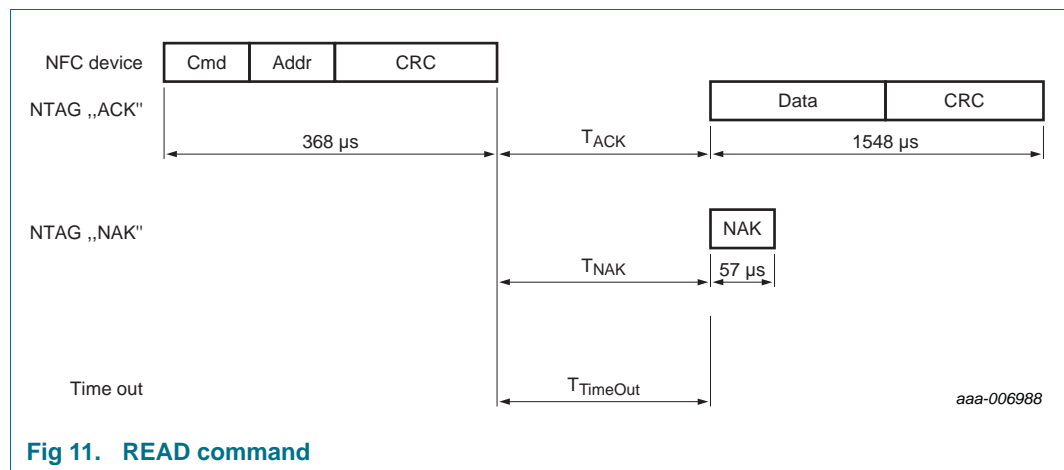 NFC device Cmd Addr CRC
NTAG ,,ACK" Data CRC
368 µs TACK 1548 µs
NTAG ,,NAK" NAK
TNAK 57 µs
Time out TTimeOut
aaa-006988
Fig 11. READ command